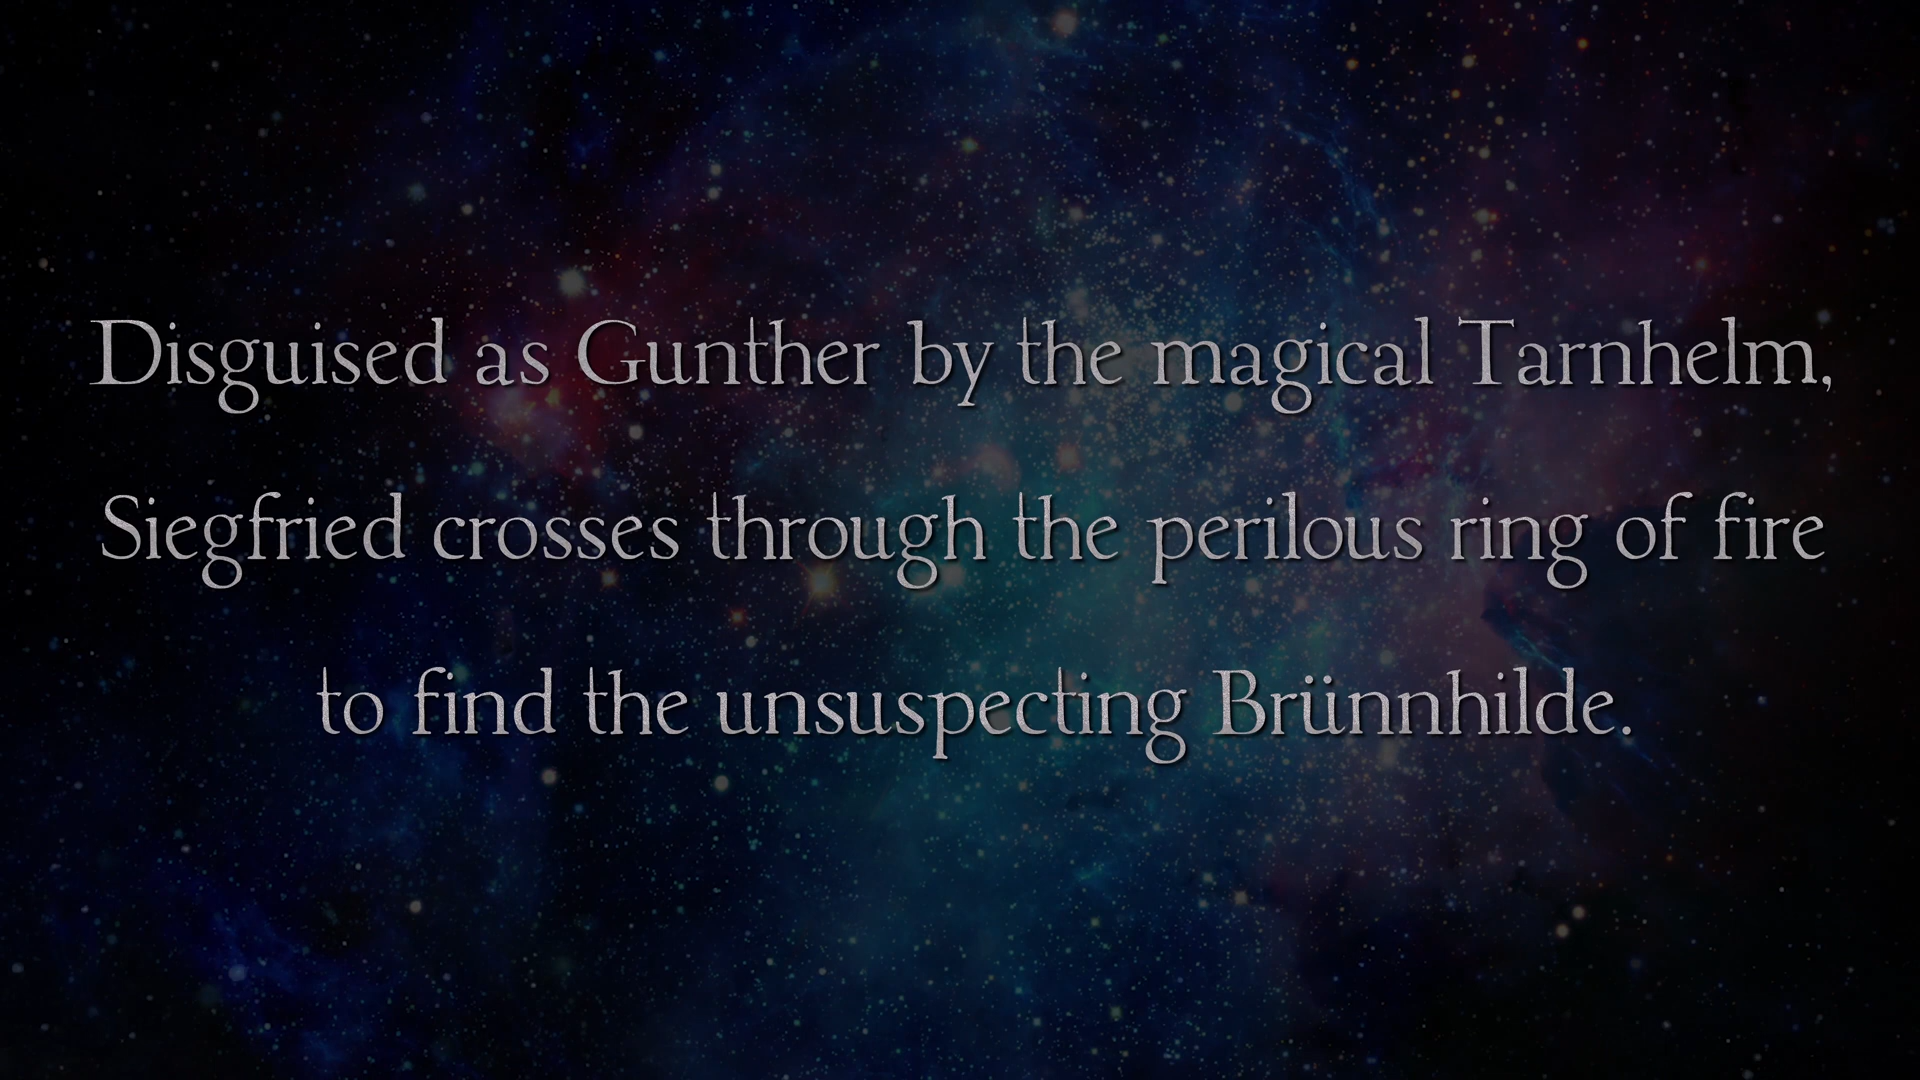 Disguised as Gunther by the magical Tarnhelm,
Siegfried crosses through the perilous ring of fire
to find the unsuspecting Brünnhilde.